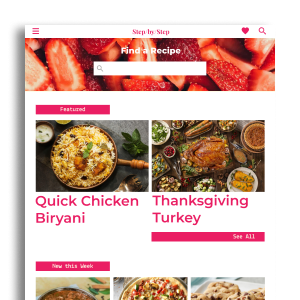 Step-by-Step
Find a Recipe
Featured
Quick Chicken
Biryani
Thanksgiving
Turkey
See All
New this Week